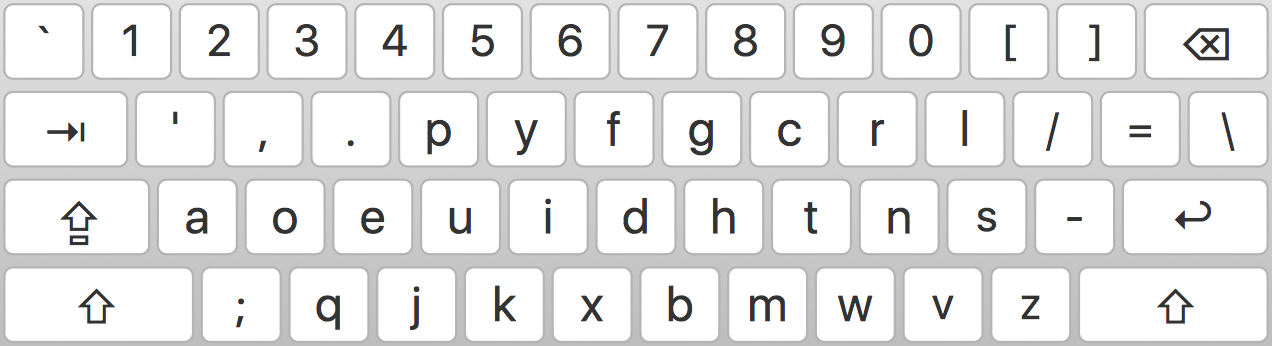 ` 1 2 3 4 5 6 7 8 9 0 [ ] ⌫
⇥ ' , . p y f g c r l / = \
⇪ a o e u i d h t n s - ↩
⇧ ; q j k x b m w v z ⇧